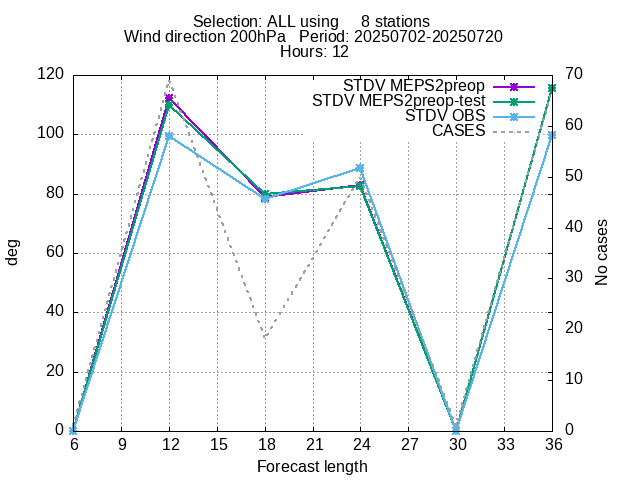 Selection: ALL using     8 stations
Wind direction 200hPa   Period: 20250702-20250720
Hours: 12
STDV MEPS2preop
STDV MEPS2preop-test
STDV OBS
CASES
deg
No cases
120
100
80
60
40
20
0
70
60
50
40
30
20
10
0
6 9 12 15 18 21 24 27 30 33 36
Forecast length